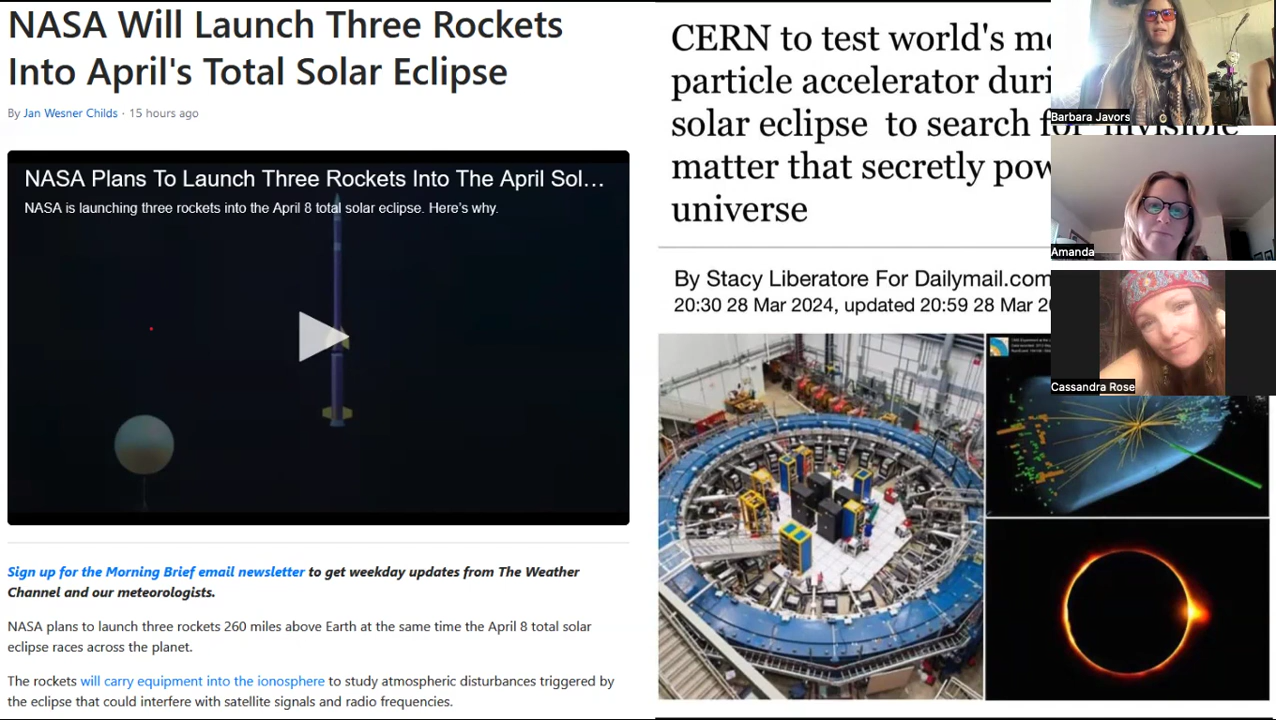 NASA Will Launch Three Rockets
Into April's Total Solar Eclipse
By Jan Wesner Childs · 15 hours ago
NASA Plans To Launch Three Rockets Into The April Sol...
NASA is launching three rockets into the April 8 total solar eclipse. Here's why.
Sign up for the Morning Brief email newsletter to get weekday updates from The Weather
Channel and our meteorologists.
NASA plans to launch three rockets 260 miles above Earth at the same time the April 8 total solar
eclipse races across the planet.
The rockets will carry equipment into the ionosphere to study atmospheric disturbances triggered by
the eclipse that could interfere with satellite signals and radio frequencies.
CERN to test world's
particle accelerator
solar eclipse to search for invisible
matter that secretly
universe
By Stacy Liberatore For Dailymail.com
20:30 28 Mar 2024, updated 20:59 28 Mar
Barbara Javors
Amanda
Cassandra Rose